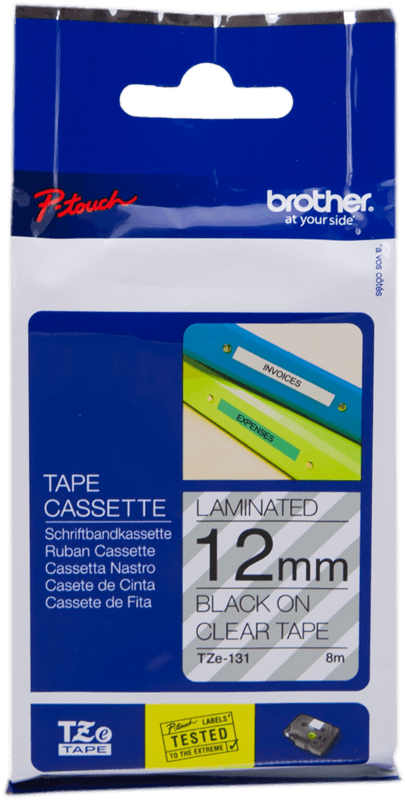 P-touch
brother
at your side
*à vos côtés
INVOICES
EXPENSES
TAPE
CASSETTE
Schriftbandkassette
Ruban Cassette
Cassetta Nastro
Casete de Cinta
Cassete de Fita
LAMINATED
12mm
BLACK ON
CLEAR TAPE
TZe-131 8m
TZe
TAPE
P-touch LABELS
TESTED
TO THE EXTREME